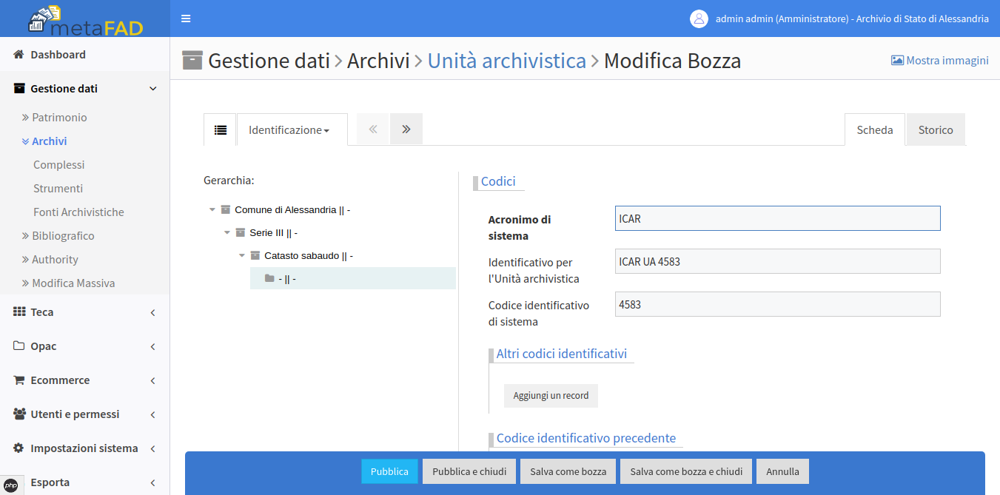 metaFAD
admin admin (Amministratore) - Archivio di Stato di Alessandria
Dashboard
Gestione dati
Patrimonio
Archivi
Complessi
Strumenti
Fonti Archivistiche
Bibliografico
Authority
Modifica Massiva
Teca
Opac
Ecommerce
Utenti e permessi
Impostazioni sistema
Esporta
php
Gestione dati > Archivi > Unità archivistica > Modifica Bozza
Mostra immagini
Identificazione
Scheda
Storico
Gerarchia:
Comune di Alessandria || -
Serie III || -
Catasto sabaudo || -
- || -
Codici
Acronimo di
sistema
ICAR
Identificativo per
l'Unità archivistica
ICAR UA 4583
Codice identificativo
di sistema
4583
Altri codici identificativi
Aggiungi un record
Codice identificativo precedente
Pubblica
Pubblica e chiudi
Salva come bozza
Salva come bozza e chiudi
Annulla